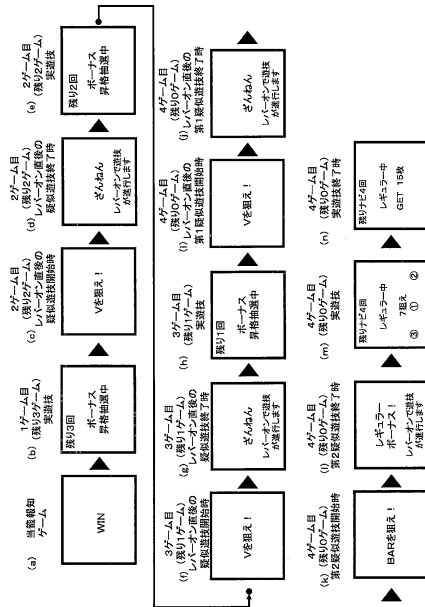 (a)
当籤報知
ゲーム
WIN
(b)
1ゲーム目
(残り3ゲーム)
実遊技
残り3回
ボーナス
昇格抽選中
(c)
2ゲーム目
(残り2ゲーム)
レバーオン直後の
疑似遊技開始時
Vを狙え!
(d)
2ゲーム目
(残り2ゲーム)
レバーオン直後の
疑似遊技終了時
ざんねん
レバーオンで遊技
が進行します
(e)
2ゲーム目
(残り2ゲーム)
実遊技
残り2回
ボーナス
昇格抽選中
(f)
3ゲーム目
(残り1ゲーム)
レバーオン直後の
疑似遊技開始時
Vを狙え!
(g)
3ゲーム目
(残り1ゲーム)
レバーオン直後の
疑似遊技終了時
ざんねん
レバーオンで遊技
が進行します
(h)
3ゲーム目
(残り1ゲーム)
実遊技
残り1回
ボーナス
昇格抽選中
(i)
4ゲーム目
(残り0ゲーム)
レバーオン直後の
第1疑似遊技開始時
Vを狙え!
(j)
4ゲーム目
(残り0ゲーム)
レバーオン直後の
第1疑似遊技終了時
ざんねん
レバーオンで遊技
が進行します
(k)
4ゲーム目
(残り0ゲーム)
第2疑似遊技開始時
BARを狙え!
(l)
4ゲーム目
(残り0ゲーム)
第2疑似遊技終了時
レギュラー
ボーナス!
レバーオンで遊技
が進行します
(m)
4ゲーム目
(残り0ゲーム)
実遊技
残りナビ4回
レギュラー中
7狙え
③ ① ②
(n)
4ゲーム目
(残り0ゲーム)
実遊技終了時
残りナビ4回
レギュラー中
GET 15枚